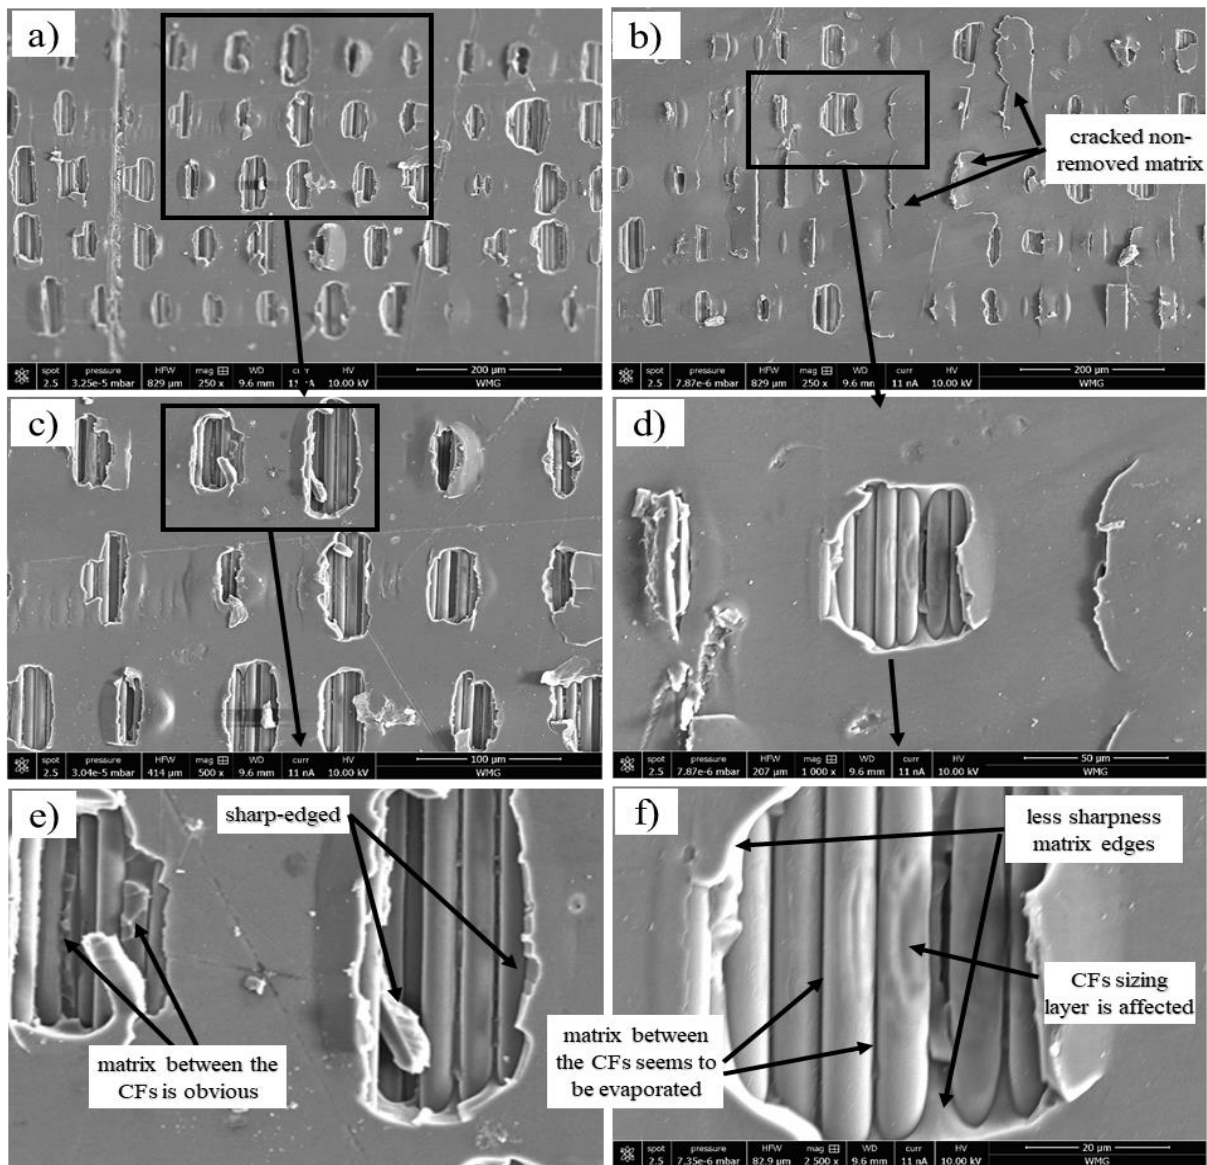 a)
spot pressure HFW mag WD curr HV 200 µm
2.5 3.25e-5 mbar 829 µm 250 x 9.6 mm 11 nA 10.00 kV WMG
b)
cracked non-
removed matrix
spot pressure HFW mag WD curr HV 200 µm
2.5 7.87e-6 mbar 829 µm 250 x 9.6 mm 11 nA 10.00 kV WMG
c)
spot pressure HFW mag WD curr HV 100 µm
2.5 3.04e-5 mbar 414 µm 500 x 9.6 mm 11 nA 10.00 kV WMG
d)
spot pressure HFW mag WD curr HV 50 µm
2.5 7.87e-6 mbar 207 µm 1 000 x 9.6 mm 11 nA 10.00 kV WMG
e)
sharp-edged
matrix between the
CFs is obvious
f)
less sharpness
matrix edges
CFs sizing
layer is affected
matrix between
the CFs seems to
be evaporated
spot pressure HFW mag WD curr HV 20 µm
2.5 7.35e-6 mbar 82.9 µm 2 500 x 9.6 mm 11 nA 10.00 kV WMG